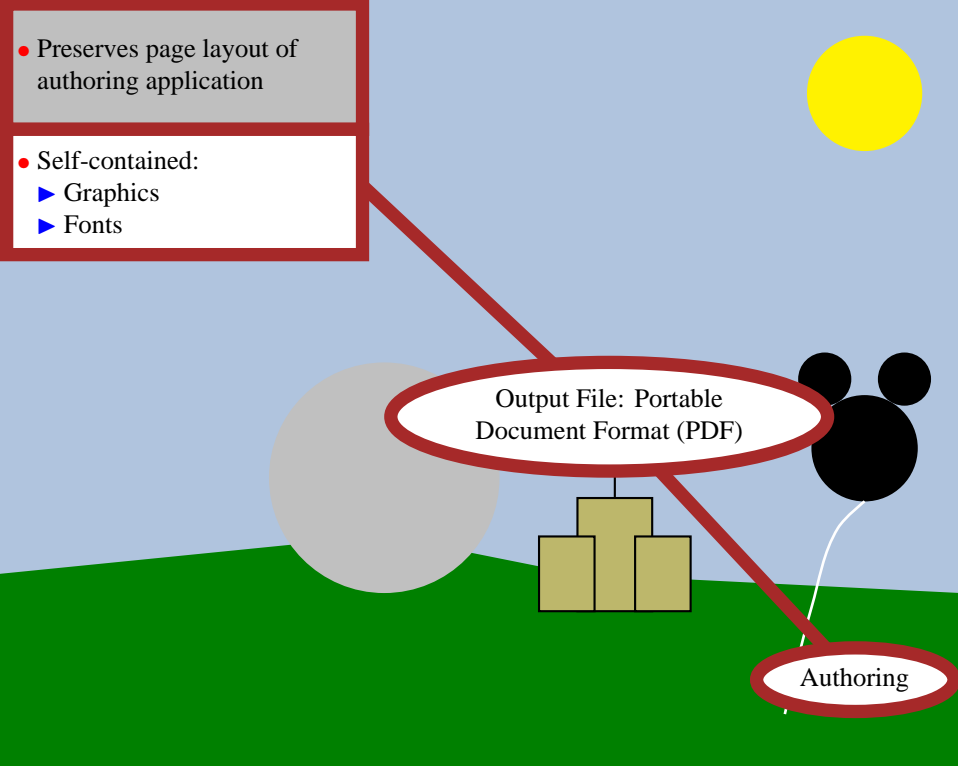 • Preserves page layout of
authoring application
• Self-contained:
► Graphics
► Fonts
Output File: Portable
Document Format (PDF)
Authoring